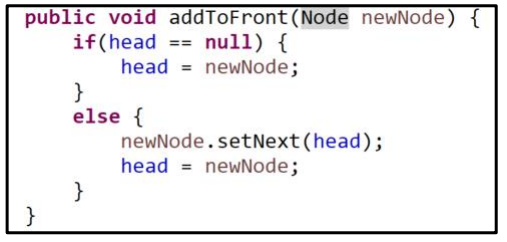 public void addToFront(Node newNode) {
if(head == null) {
head = newNode;
}
else {
newNode.setNext(head);
head = newNode;
}
}